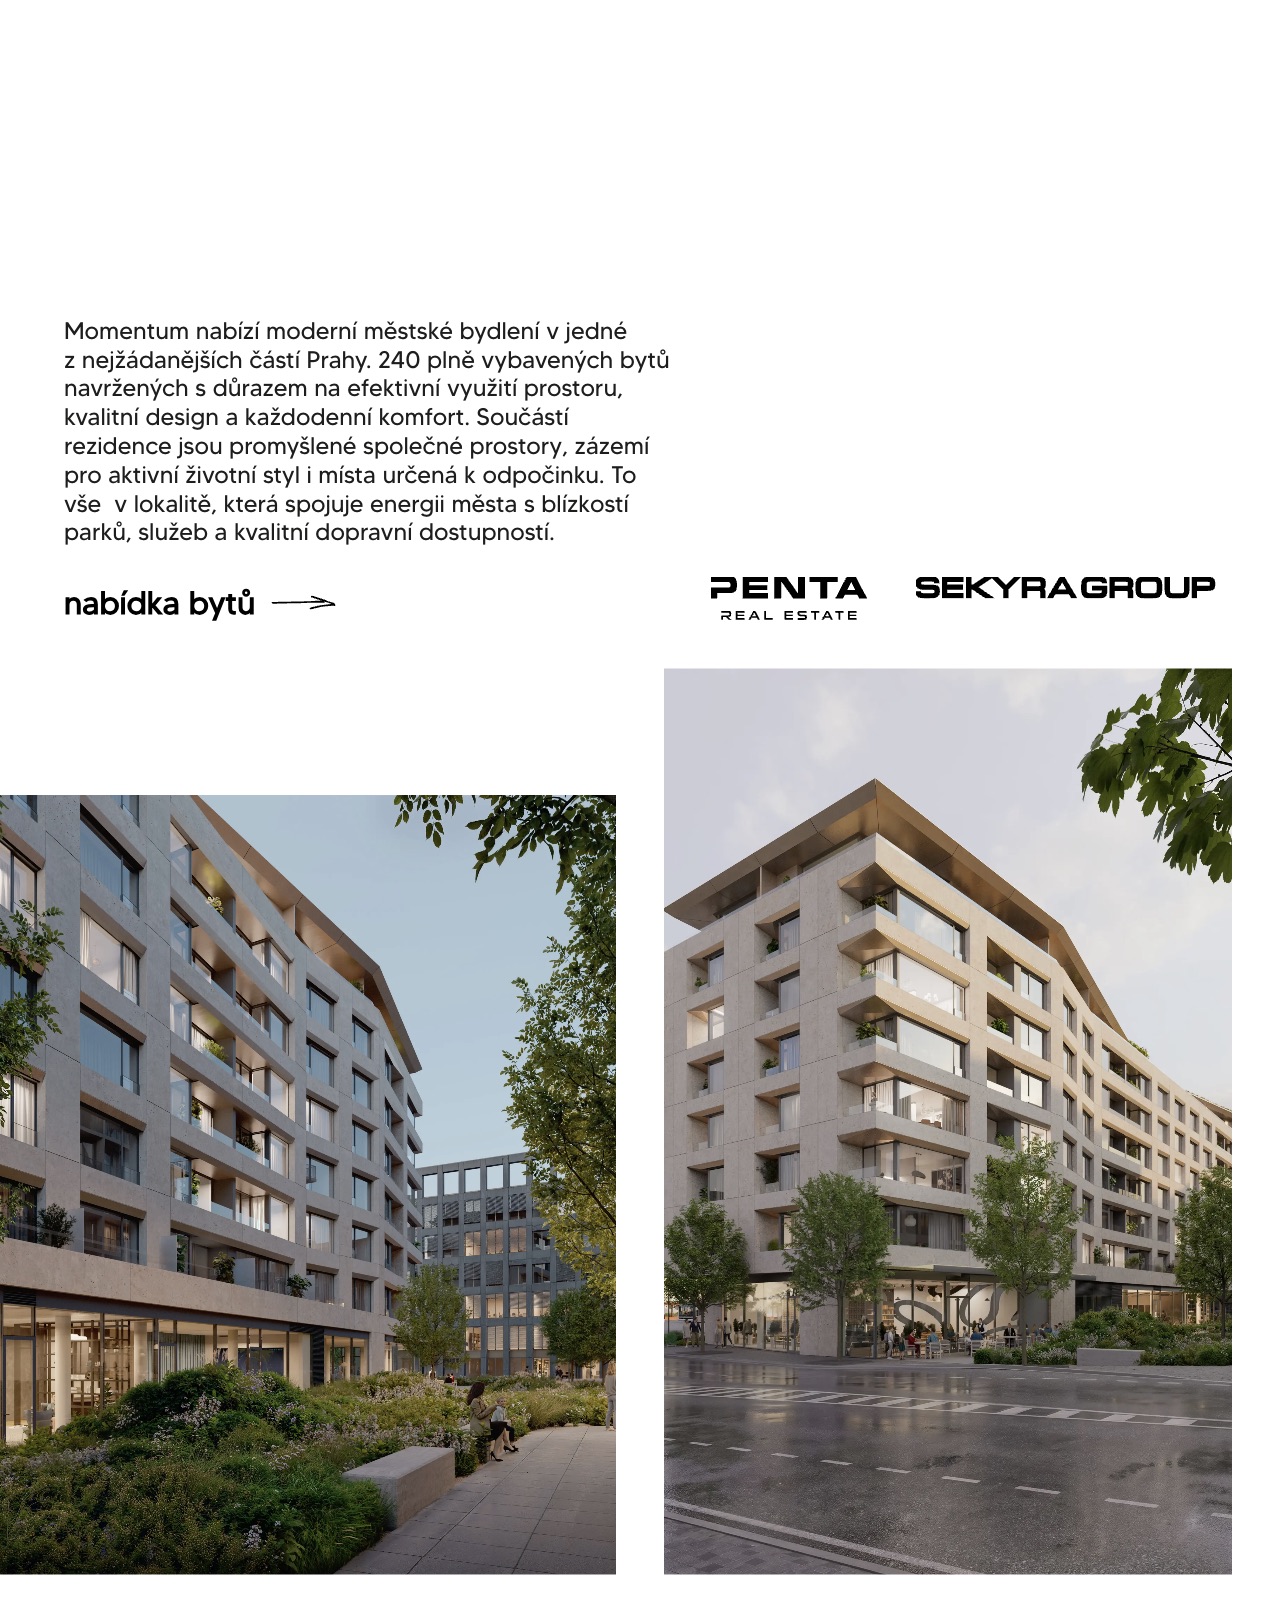 Momentum nabízí moderní městské bydlení v jedné
z nejžádanějších částí Prahy. 240 plně vybavených bytů
navržených s důrazem na efektivní využití prostoru,
kvalitní design a každodenní komfort. Součástí
rezidence jsou promyšlené společné prostory, zázemí
pro aktivní životní styl i místa určená k odpočinku. To
vše  v lokalitě, která spojuje energii města s blízkostí
parků, služeb a kvalitní dopravní dostupností.
nabídka bytů
PENTA
REAL ESTATE
SEKYRA GROUP